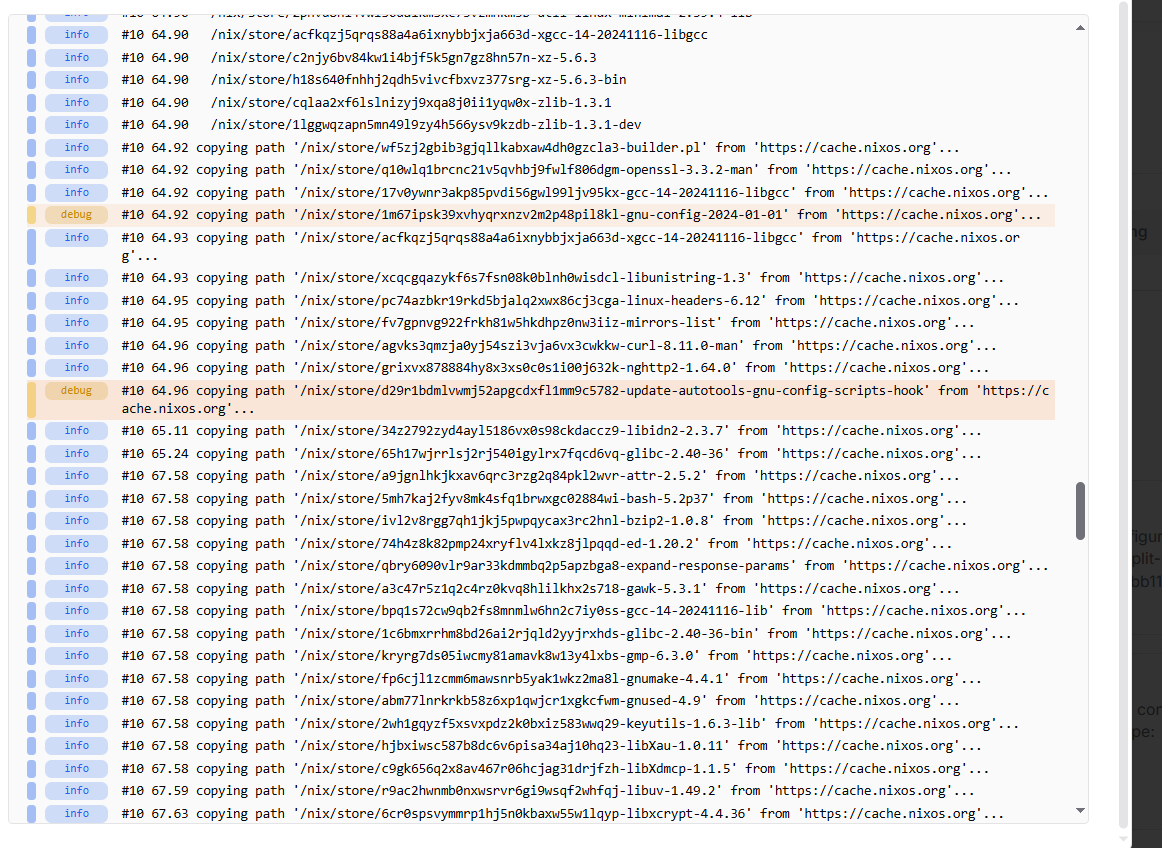 info #10 64.90 /nix/store/acfkqzj5qrqs88a4a6ixnybbjxja663d-xgcc-14-20241116-libgcc
info #10 64.90 /nix/store/c2njy6bv84kw1i4bjf5k5gn7gz8hn57n-xz-5.6.3
info #10 64.90 /nix/store/h18s640fnhhj2qdh5vivcfbxvz377srg-xz-5.6.3-bin
info #10 64.90 /nix/store/cqlaa2xf6lslnizyj9xqa8j0ii1yqw0x-zlib-1.3.1
info #10 64.90 /nix/store/1lggwqzapn5mn49l9zy4h566ysv9kzdb-zlib-1.3.1-dev
info #10 64.92 copying path '/nix/store/wf5zj2gbib3gjqllkabxaw4dh0gzcla3-builder.pl' from 'https://cache.nixos.org'...
info #10 64.92 copying path '/nix/store/q10wlq1brcnc21v5qvhbj9fwlf806dgm-openssl-3.3.2-man' from 'https://cache.nixos.org'...
info #10 64.92 copying path '/nix/store/17v0ywnr3akp85pvdi56gwl99ljv95kx-gcc-14-20241116-libgcc' from 'https://cache.nixos.org'...
debug #10 64.92 copying path '/nix/store/1m67ipsk39xvhyqrxnzv2m2p48pil8kl-gnu-config-2024-01-01' from 'https://cache.nixos.org'...
info #10 64.93 copying path '/nix/store/acfkqzj5qrqs88a4a6ixnybbjxja663d-xgcc-14-20241116-libgcc' from 'https://cache.nixos.or
g'...
info #10 64.93 copying path '/nix/store/xcqcgqazykf6s7fsn08k0blnh0wisdcl-libunistring-1.3' from 'https://cache.nixos.org'...
info #10 64.95 copying path '/nix/store/pc74azbkr19rkd5bjalq2xwx86cj3cga-linux-headers-6.12' from 'https://cache.nixos.org'...
info #10 64.95 copying path '/nix/store/fv7gpnvg922frkh81w5hkdhpz0nw3iiz-mirrors-list' from 'https://cache.nixos.org'...
info #10 64.96 copying path '/nix/store/agvks3qmzja0yj54szi3vja6vx3cwkkw-curl-8.11.0-man' from 'https://cache.nixos.org'...
info #10 64.96 copying path '/nix/store/grixvx878884hy8x3xs0c0s1i00j632k-nghttp2-1.64.0' from 'https://cache.nixos.org'...
debug #10 64.96 copying path '/nix/store/d29r1bdmlvwmj52apgcdxfl1mm9c5782-update-autotools-gnu-config-scripts-hook' from 'https://c
ache.nixos.org'...
info #10 65.11 copying path '/nix/store/34z2792zyd4ayl5186vx0s98ckdaccz9-libidn2-2.3.7' from 'https://cache.nixos.org'...
info #10 65.24 copying path '/nix/store/65h17wjrrlsj2rj540igylrx7fqcd6vq-glibc-2.40-36' from 'https://cache.nixos.org'...
info #10 67.58 copying path '/nix/store/a9jgnlhkjkxav6qrc3rzg2q84pkl2wvr-attr-2.5.2' from 'https://cache.nixos.org'...
info #10 67.58 copying path '/nix/store/5mh7kaj2fyv8mk4sfq1brwxgc02884wi-bash-5.2p37' from 'https://cache.nixos.org'...
info #10 67.58 copying path '/nix/store/ivl2v8rgg7qh1jkj5pwpqycax3rc2hnl-bzip2-1.0.8' from 'https://cache.nixos.org'...
info #10 67.58 copying path '/nix/store/74h4z8k82pmp24xryflv4lxkz8jlpqqd-ed-1.20.2' from 'https://cache.nixos.org'...
info #10 67.58 copying path '/nix/store/qbry6090vlr9ar33kdmmbq2p5apzbga8-expand-response-params' from 'https://cache.nixos.org'...
info #10 67.58 copying path '/nix/store/a3c47r5z1q2c4rz0kvq8hlilkhx2s718-gawk-5.3.1' from 'https://cache.nixos.org'...
info #10 67.58 copying path '/nix/store/bpq1s72cw9qb2fs8mnmlw6hn2c7iy0ss-gcc-14-20241116-lib' from 'https://cache.nixos.org'...
info #10 67.58 copying path '/nix/store/1c6bmxrrhm8bd26ai2rjqld2yyjrxhds-glibc-2.40-36-bin' from 'https://cache.nixos.org'...
info #10 67.58 copying path '/nix/store/kryrg7ds05iwcmy81amavk8w13y4lxbs-gmp-6.3.0' from 'https://cache.nixos.org'...
info #10 67.58 copying path '/nix/store/fp6cjl1zcmm6mawsnrb5yak1wkz2ma8l-gnumake-4.4.1' from 'https://cache.nixos.org'...
info #10 67.58 copying path '/nix/store/abm77lnrkrkb58z6xp1qwjcr1xgkcfwm-gnused-4.9' from 'https://cache.nixos.org'...
info #10 67.58 copying path '/nix/store/2wh1gqyzf5xsvxpdz2k0bxiz583wwq29-keyutils-1.6.3-lib' from 'https://cache.nixos.org'...
info #10 67.58 copying path '/nix/store/hjbxiwsc587b8dc6v6pisa34aj10hq23-libXau-1.0.11' from 'https://cache.nixos.org'...
info #10 67.58 copying path '/nix/store/c9gk656q2x8av467r06hcjag31drjfzh-libXdmcp-1.1.5' from 'https://cache.nixos.org'...
info #10 67.59 copying path '/nix/store/r9ac2hwnmb0nxwsrvr6gi9wsqf2whfqj-libuv-1.49.2' from 'https://cache.nixos.org'...
info #10 67.63 copying path '/nix/store/6cr0spsvymmrp1hj5n0kbaxw55w1lqyp-libxcrypt-4.4.36' from 'https://cache.nixos.org'...